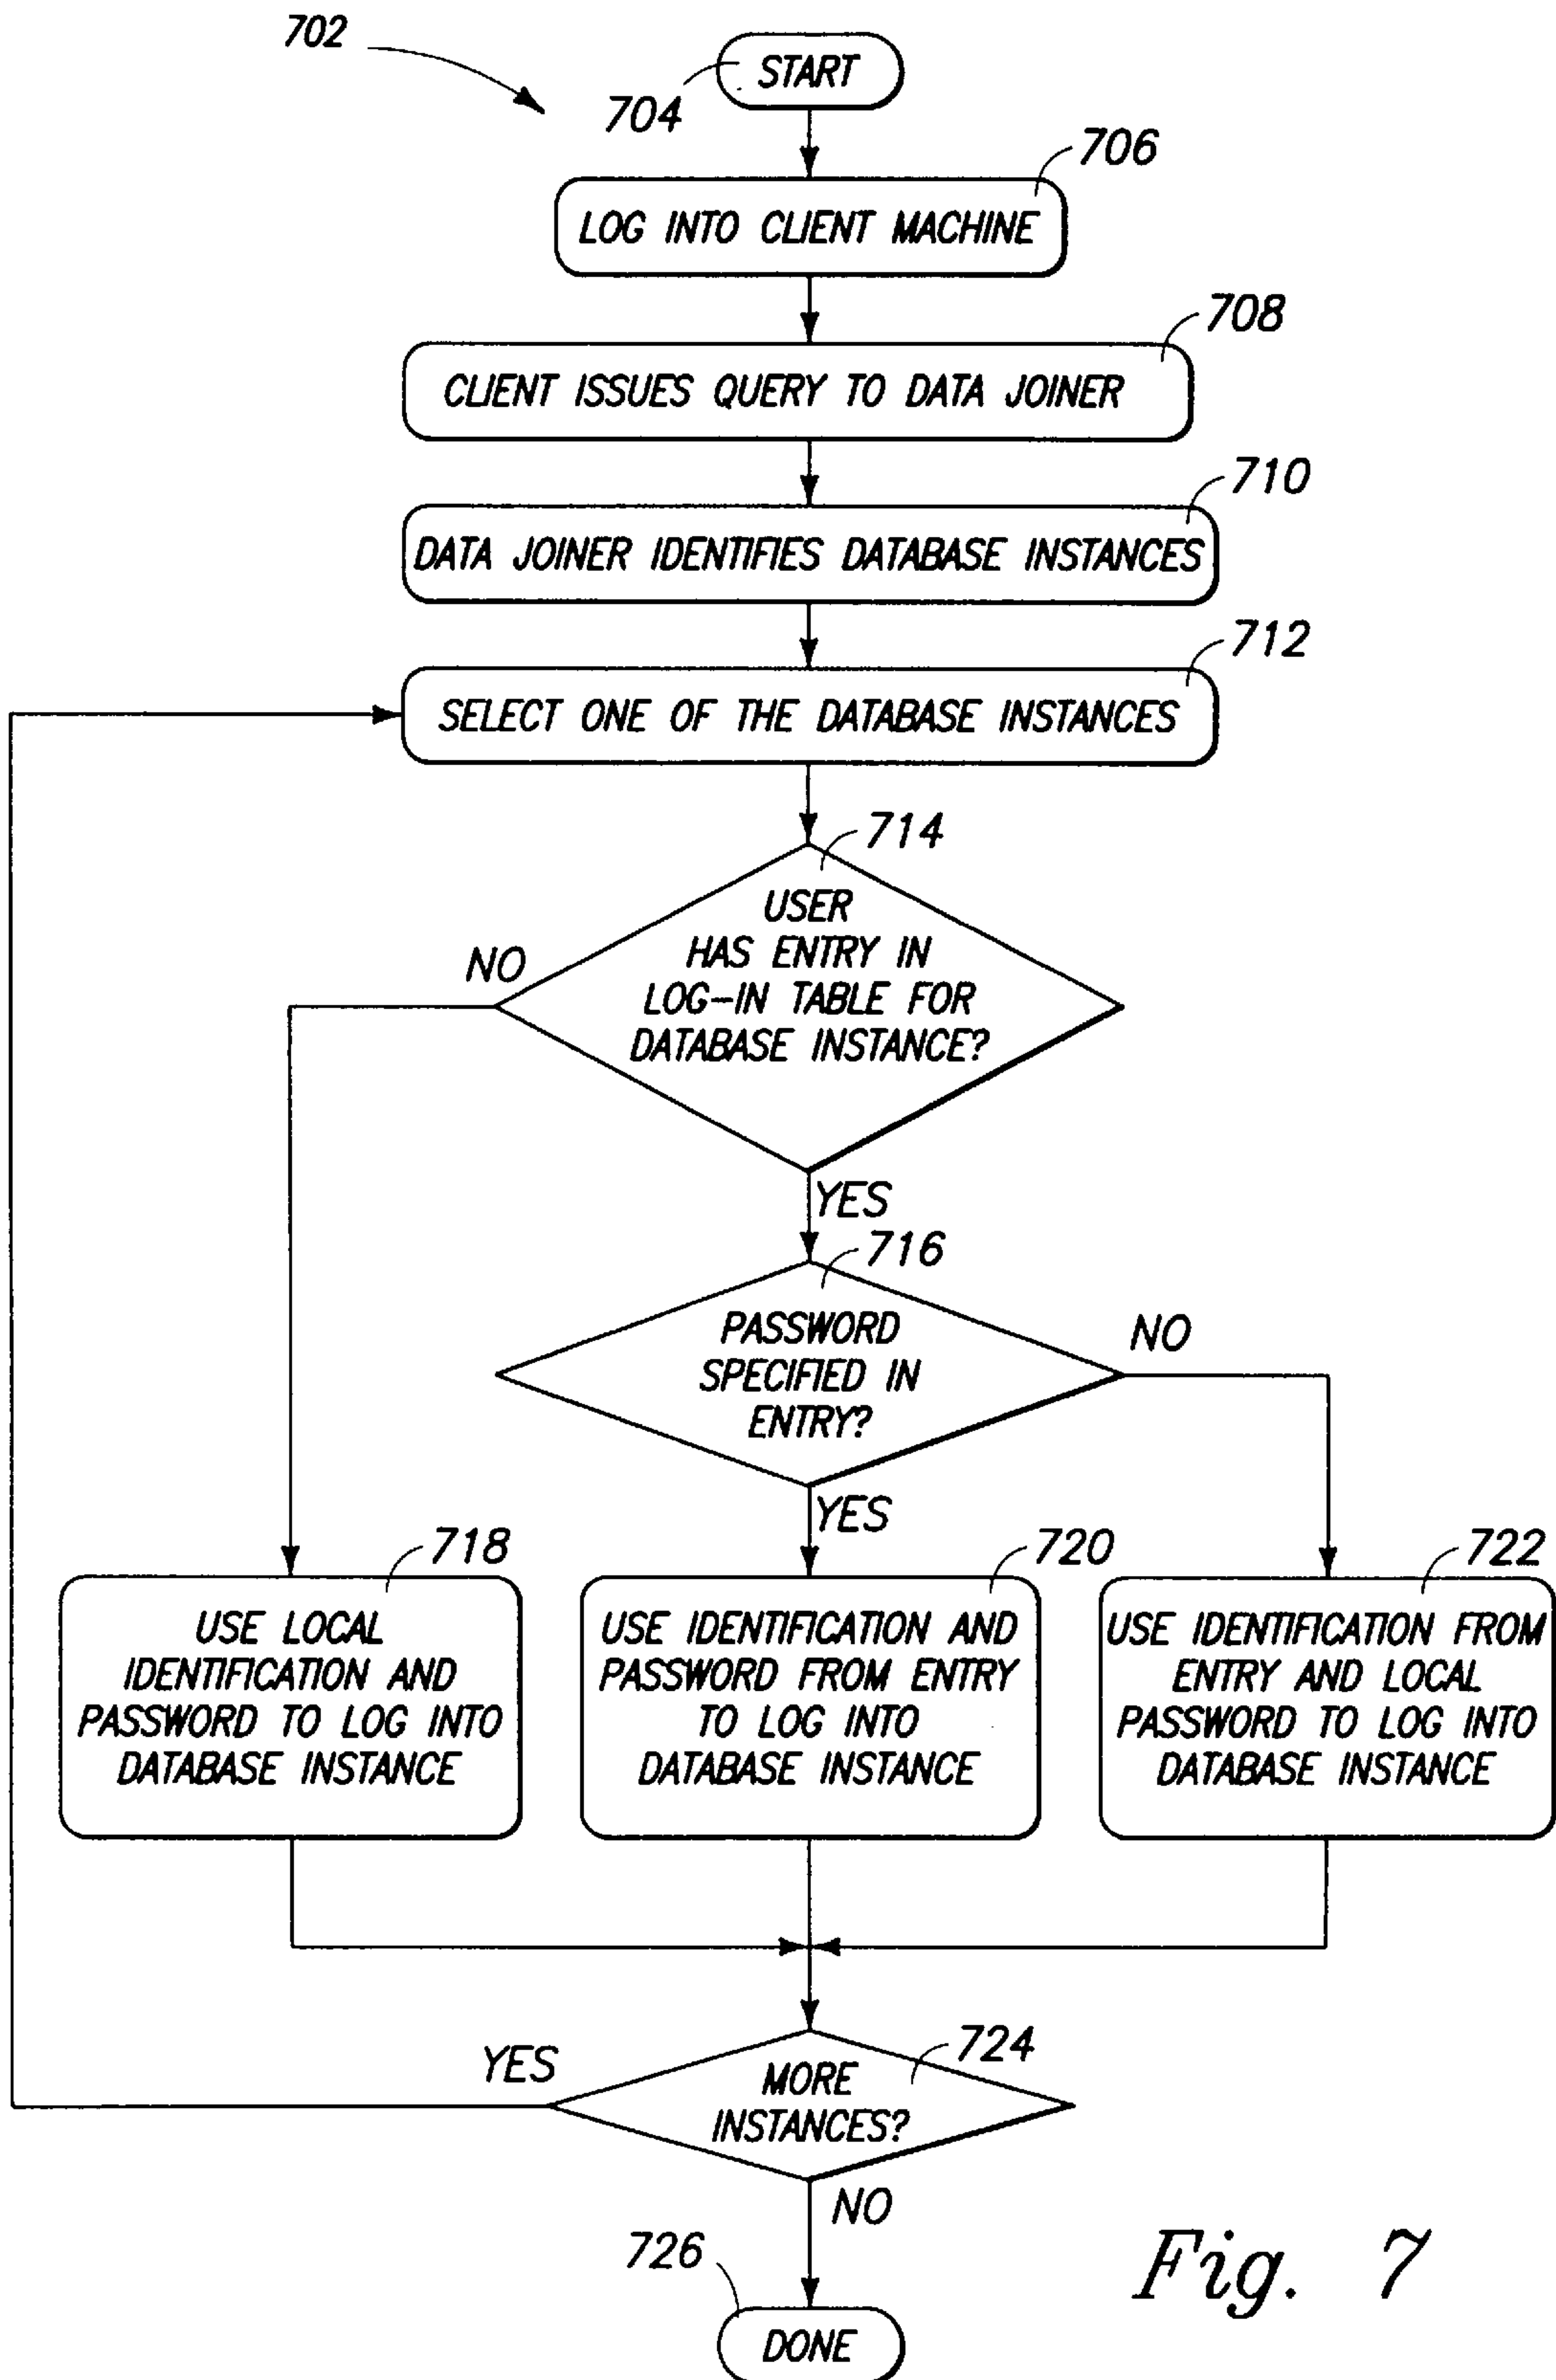 702
START
704
706
LOG INTO CLIENT MACHINE
708
CLIENT ISSUES QUERY TO DATA JOINER
710
DATA JOINER IDENTIFIES DATABASE INSTANCES
712
SELECT ONE OF THE DATABASE INSTANCES
714
USER
HAS ENTRY IN
LOG-IN TABLE FOR
DATABASE INSTANCE?
NO
YES
716
PASSWORD
SPECIFIED IN
ENTRY?
NO
YES
718
USE LOCAL
IDENTIFICATION AND
PASSWORD TO LOG INTO
DATABASE INSTANCE
720
USE IDENTIFICATION AND
PASSWORD FROM ENTRY
TO LOG INTO
DATABASE INSTANCE
722
USE IDENTIFICATION FROM
ENTRY AND LOCAL
PASSWORD TO LOG INTO
DATABASE INSTANCE
724
YES
MORE
INSTANCES?
NO
726
DONE
Fig. 7